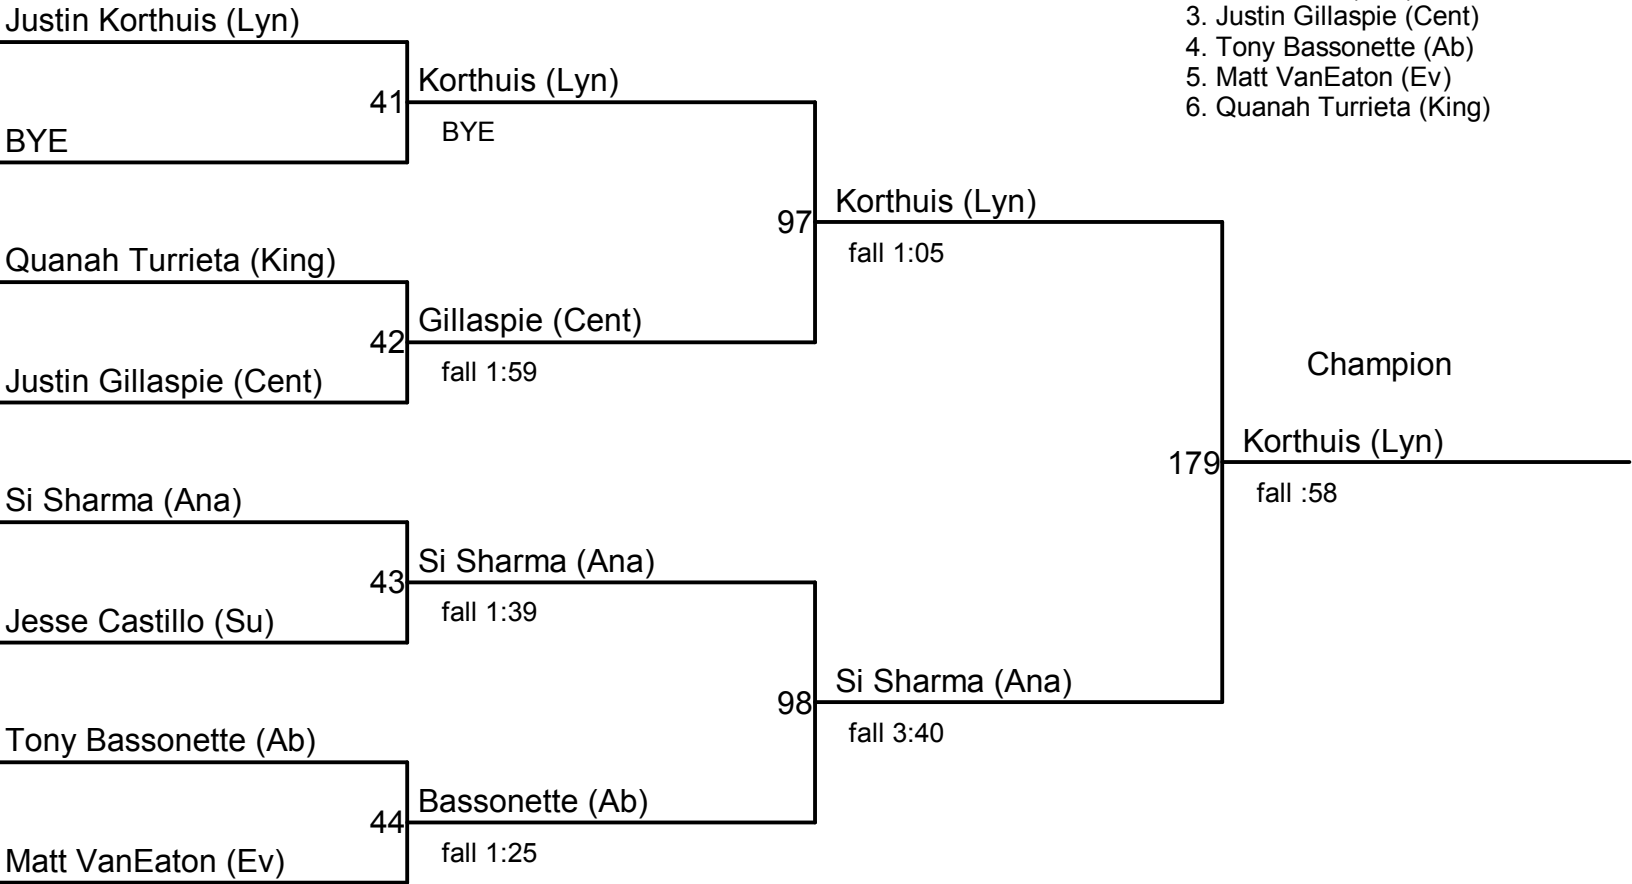 Justin Korthuis (Lyn)
3. Justin Gillaspie (Cent)
4. Tony Bassonette (Ab)
5. Matt VanEaton (Ev)
6. Quanah Turrieta (King)
41
Korthuis (Lyn)
BYE
BYE
97
Korthuis (Lyn)
fall 1:05
Quanah Turrieta (King)
42
Gillaspie (Cent)
fall 1:59
Justin Gillaspie (Cent)
Champion
179
Korthuis (Lyn)
fall :58
Si Sharma (Ana)
43
Si Sharma (Ana)
fall 1:39
Jesse Castillo (Su)
98
Si Sharma (Ana)
fall 3:40
Tony Bassonette (Ab)
44
Bassonette (Ab)
fall 1:25
Matt VanEaton (Ev)